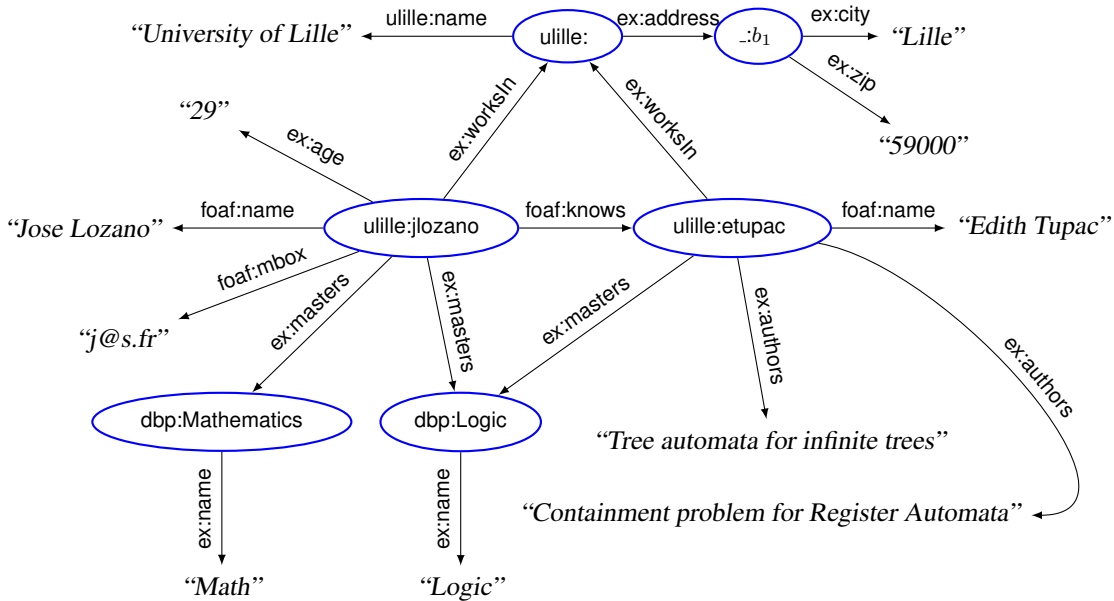 ulille:name
ex:address
ex:city
“University of Lille”
ulille:
_:b1
“Lille”
ex:zip
“29”
ex:age
ex:worksIn
ex:worksIn
“59000”
foaf:name
foaf:knows
foaf:name
“Jose Lozano”
ulille:jlozano
ulille:etupac
“Edith Tupac”
foaf:mbox
ex:masters
ex:masters
ex:masters
ex:authors
ex:authors
“j@s.fr”
dbp:Mathematics
dbp:Logic
“Tree automata for infinite trees”
ex:name
ex:name
“Containment problem for Register Automata”
“Math”
“Logic”